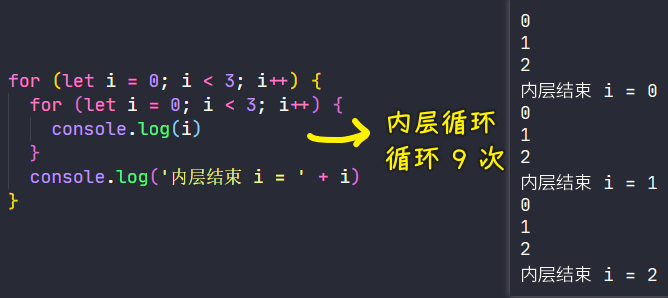 for (let i = 0; i < 3; i++) {
for (let i = 0; i < 3; i++) {
console.log(i)
}
console.log('内层结束 i = ' + i)
}
内层循环
循环 9 次
0
1
2
内层结束 i = 0
0
1
2
内层结束 i = 1
0
1
2
内层结束 i = 2